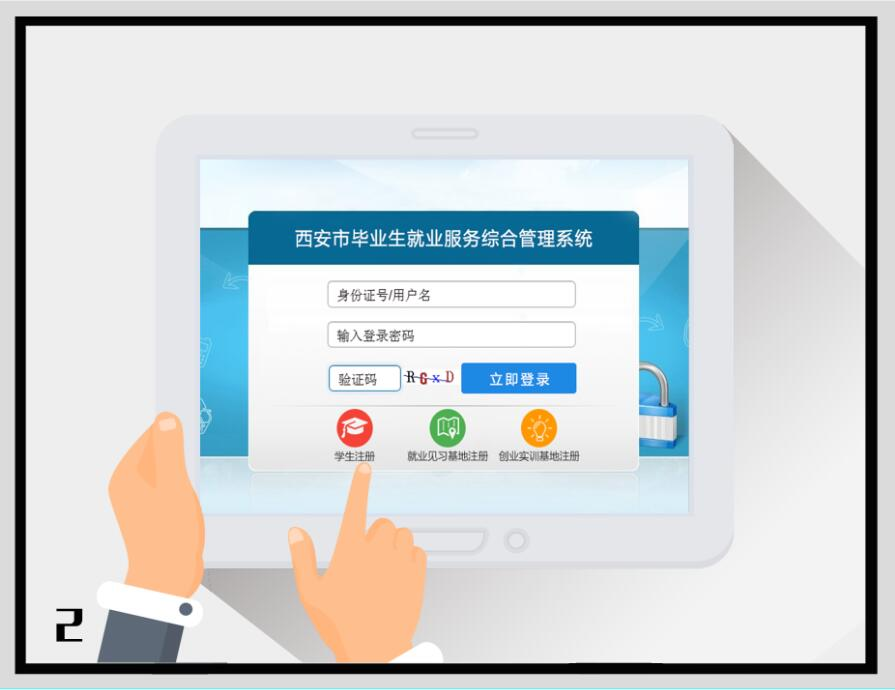 西安市毕业生就业服务综合管理系统
身份证号/用户名
输入登录密码
验证码 RGxD 立即登录
学生注册 就业见习基地注册 创业实训基地注册
2